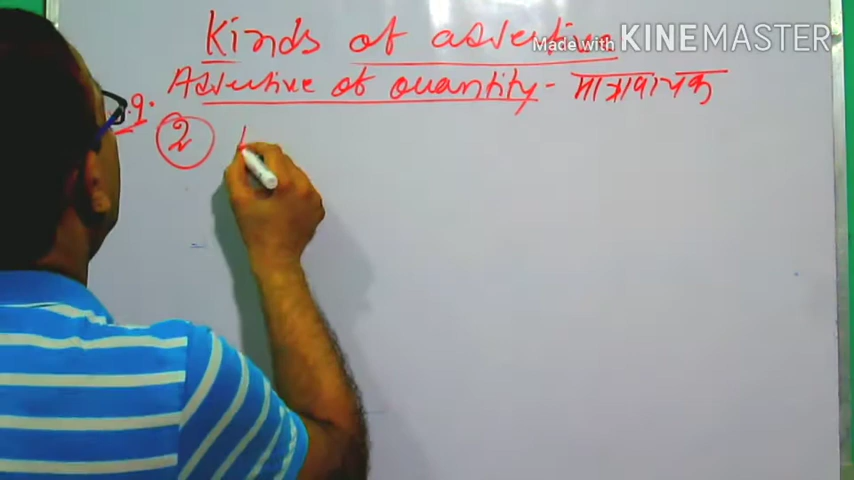 Kinds of adjective
Made with KINEMASTER
Adjective of quantity - मात्रावाचक
e.g.
2